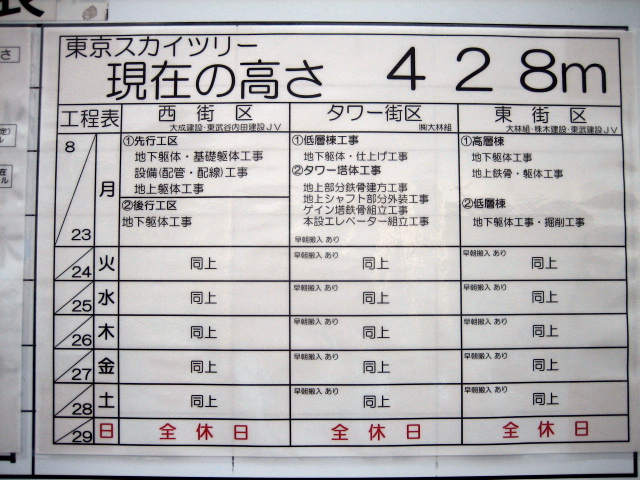 東京スカイツリー
現在の高さ 428m
工程表 西街区 タワー街区 東街区
大成建設・東武谷内田建設JV ㈱大林組 大林組・株木建設・東武建設JV
8/23 月
①先行工区
地下躯体・基礎躯体工事
設備(配管・配線)工事
地上躯体工事
②後行工区
地下躯体工事
①低層棟工事
地下躯体・仕上げ工事
②タワー塔体工事
地上部分鉄骨建方工事
地上シャフト部分外装工事
ゲイン塔鉄骨組立工事
本設エレベーター組立工事
早朝搬入 あり
①高層棟
地下躯体工事
地上鉄骨・躯体工事
②低層棟
地下躯体工事・掘削工事
24 火 同上 早朝搬入 あり 同上 早朝搬入 あり 同上
25 水 同上 早朝搬入 あり 同上 早朝搬入 あり 同上
26 木 同上 早朝搬入 あり 同上 早朝搬入 あり 同上
27 金 同上 早朝搬入 あり 同上 早朝搬入 あり 同上
28 土 同上 早朝搬入 あり 同上 早朝搬入 あり 同上
29 日 全休日 全休日 全休日